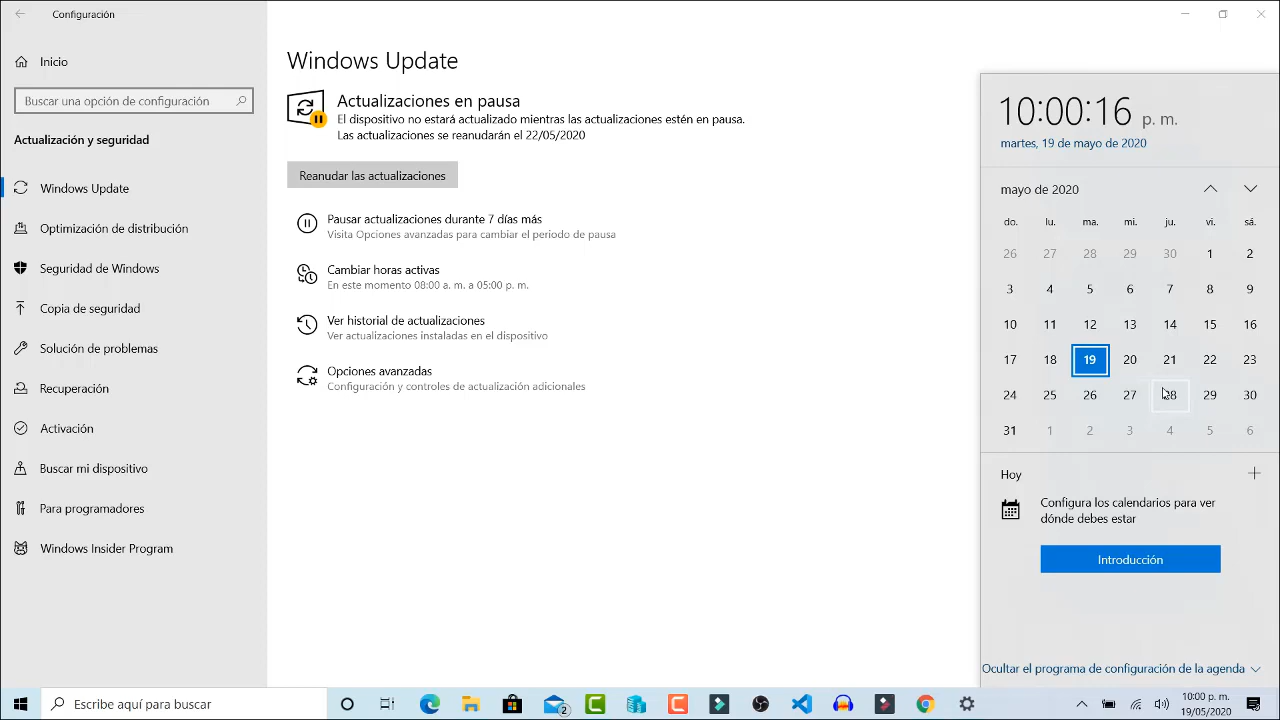 Configuración
Inicio
Buscar una opción de configuración
Actualización y seguridad
Windows Update
Optimización de distribución
Seguridad de Windows
Copia de seguridad
Solución de problemas
Recuperación
Activación
Buscar mi dispositivo
Para programadores
Windows Insider Program
Windows Update
Actualizaciones en pausa
El dispositivo no estará actualizado mientras las actualizaciones estén en pausa.
Las actualizaciones se reanudarán el 22/05/2020
Reanudar las actualizaciones
Pausar actualizaciones durante 7 días más
Visita Opciones avanzadas para cambiar el periodo de pausa
Cambiar horas activas
En este momento 08:00 a. m. a 05:00 p. m.
Ver historial de actualizaciones
Ver actualizaciones instaladas en el dispositivo
Opciones avanzadas
Configuración y controles de actualización adicionales
10:00:16 p. m.
martes, 19 de mayo de 2020
mayo de 2020
do. lu. ma. mi. ju. vi. sá.
26 27 28 29 30 1 2
3 4 5 6 7 8 9
10 11 12 13 14 15 16
17 18 19 20 21 22 23
24 25 26 27 28 29 30
31 1 2 3 4 5 6
Hoy
Configura los calendarios para ver
dónde debes estar
Introducción
Ocultar el programa de configuración de la agenda
Escribe aquí para buscar
2
10:00 p. m.
19/05/2020